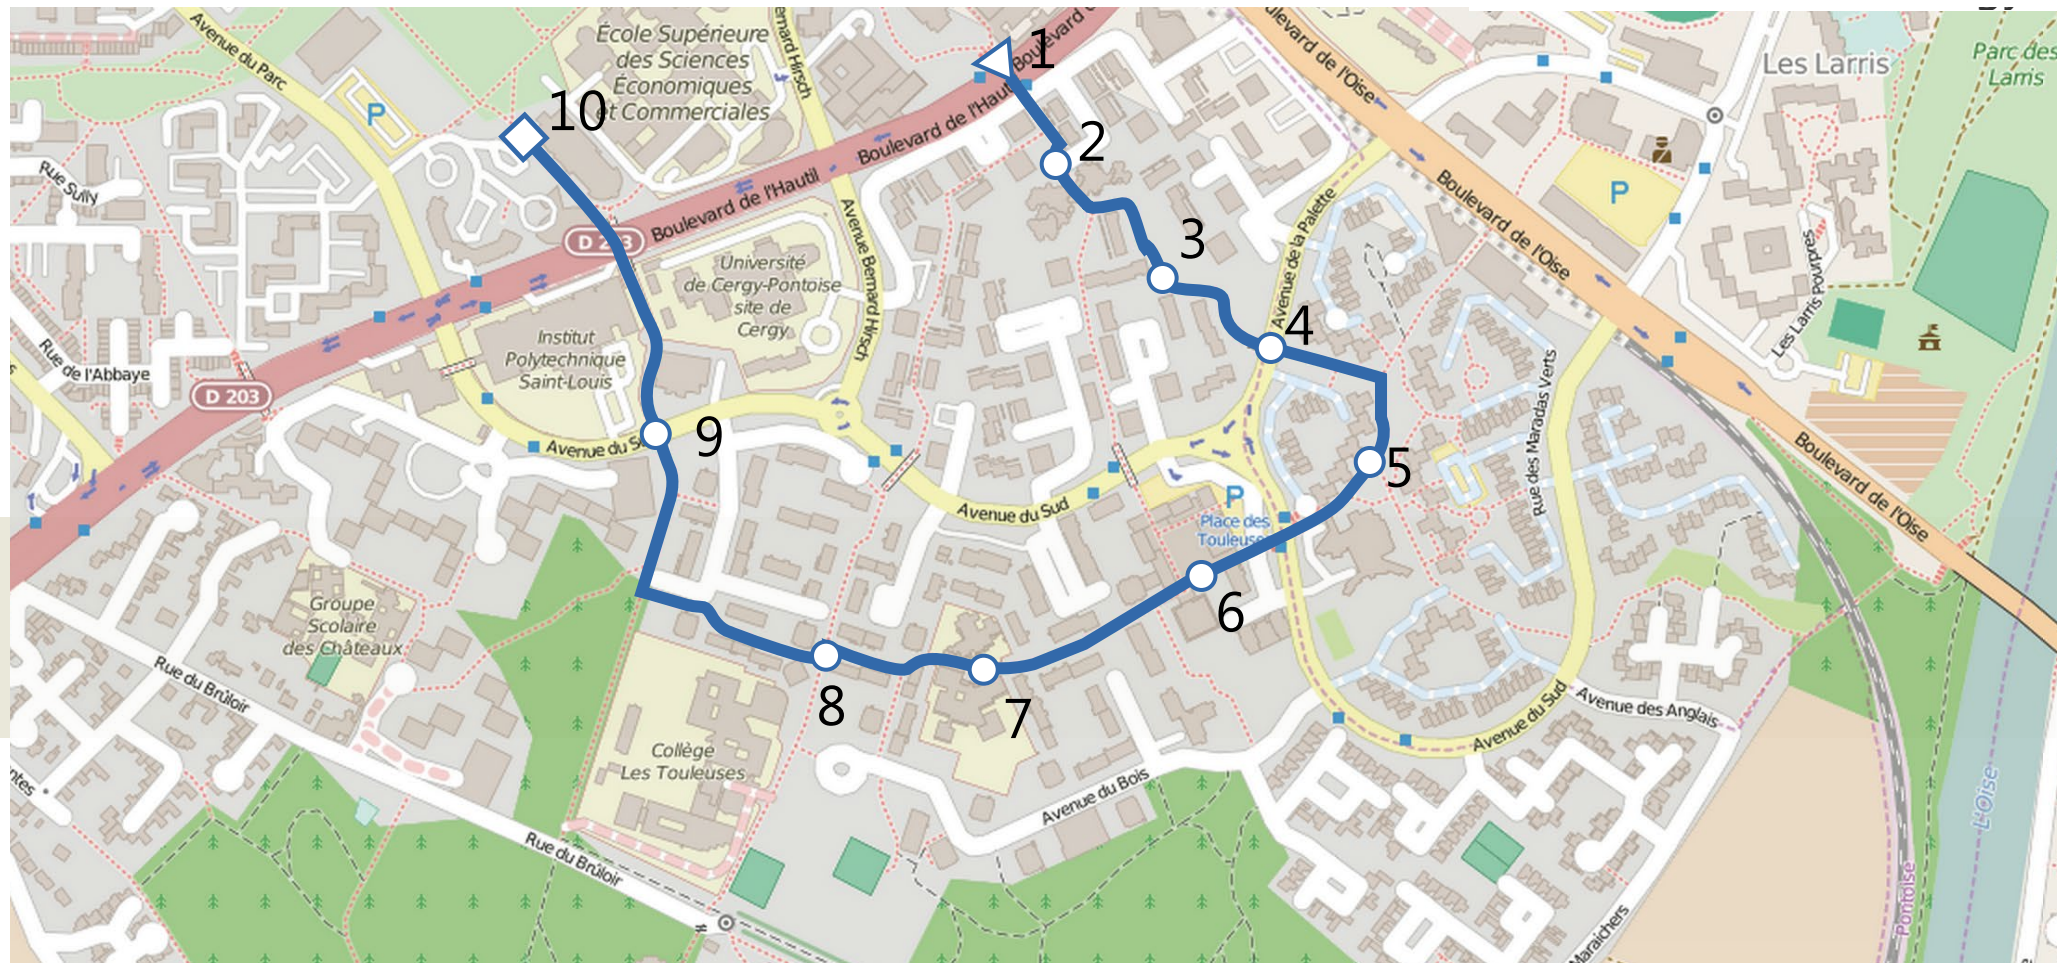 Avenue du Parc
P
École Supérieure
des Sciences
Économiques
et Commerciales
1
2
3
4
5
6
7
8
9
10
Boulevard de l'Hautil
Boulevard de l'Hautil
D 203
Avenue Bernard Hirsch
Université
de Cergy-Pontoise
site de
Cergy
Institut
Polytechnique
Saint-Louis
Rue Sully
Rue de l'Abbaye
D 203
Avenue du
Avenue du Sud
Avenue de la Palette
Boulevard de l'Oise
Boulevard de l'Oise
Boulevard de l'Oise
Les Larris
Parc des
Larris
P
Les Larris Pourpres
Rue des Maradas Verts
P
Place des
Groupe
Scolaire
des Châteaux
Rue du Brûloir
Rue du Brûloir
Collège
Les Touleuses
Avenue du Bois
Avenue du Sud
Avenue des Anglais
Maraichers
L'Oise
Pontoise